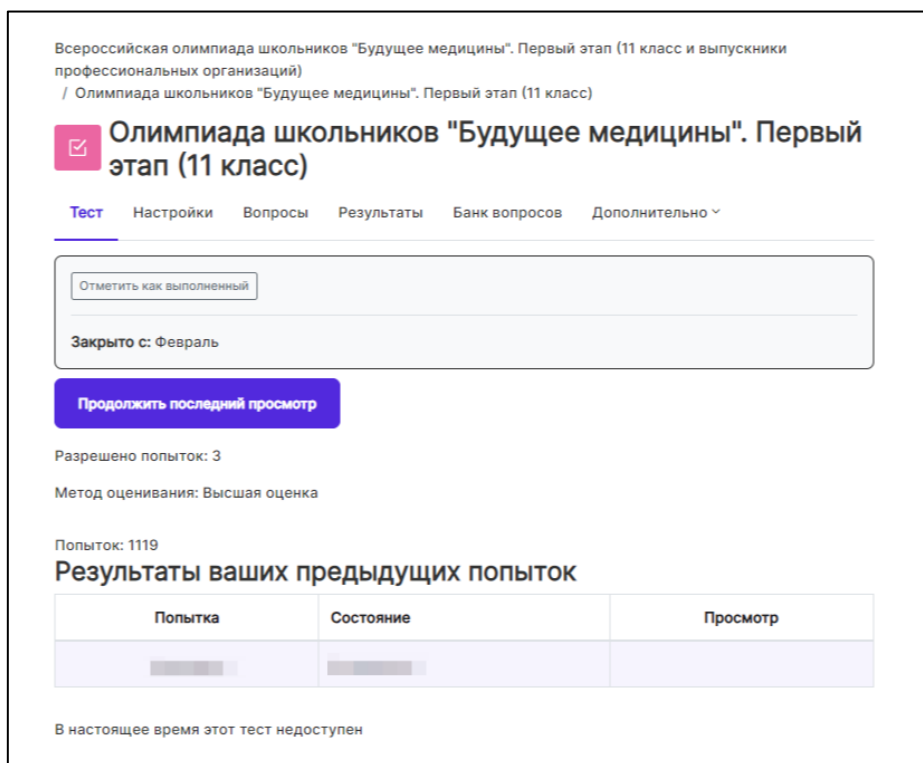 Всероссийская олимпиада школьников "Будущее медицины". Первый этап (11 класс и выпускники
профессиональных организаций)
/ Олимпиада школьников "Будущее медицины". Первый этап (11 класс)
Олимпиада школьников "Будущее медицины". Первый
этап (11 класс)
Тест Настройки Вопросы Результаты Банк вопросов Дополнительно
Отметить как выполненный
Закрыто с: Февраль
Продолжить последний просмотр
Разрешено попыток: 3
Метод оценивания: Высшая оценка
Попыток: 1119
Результаты ваших предыдущих попыток
Попытка Состояние Просмотр
В настоящее время этот тест недоступен